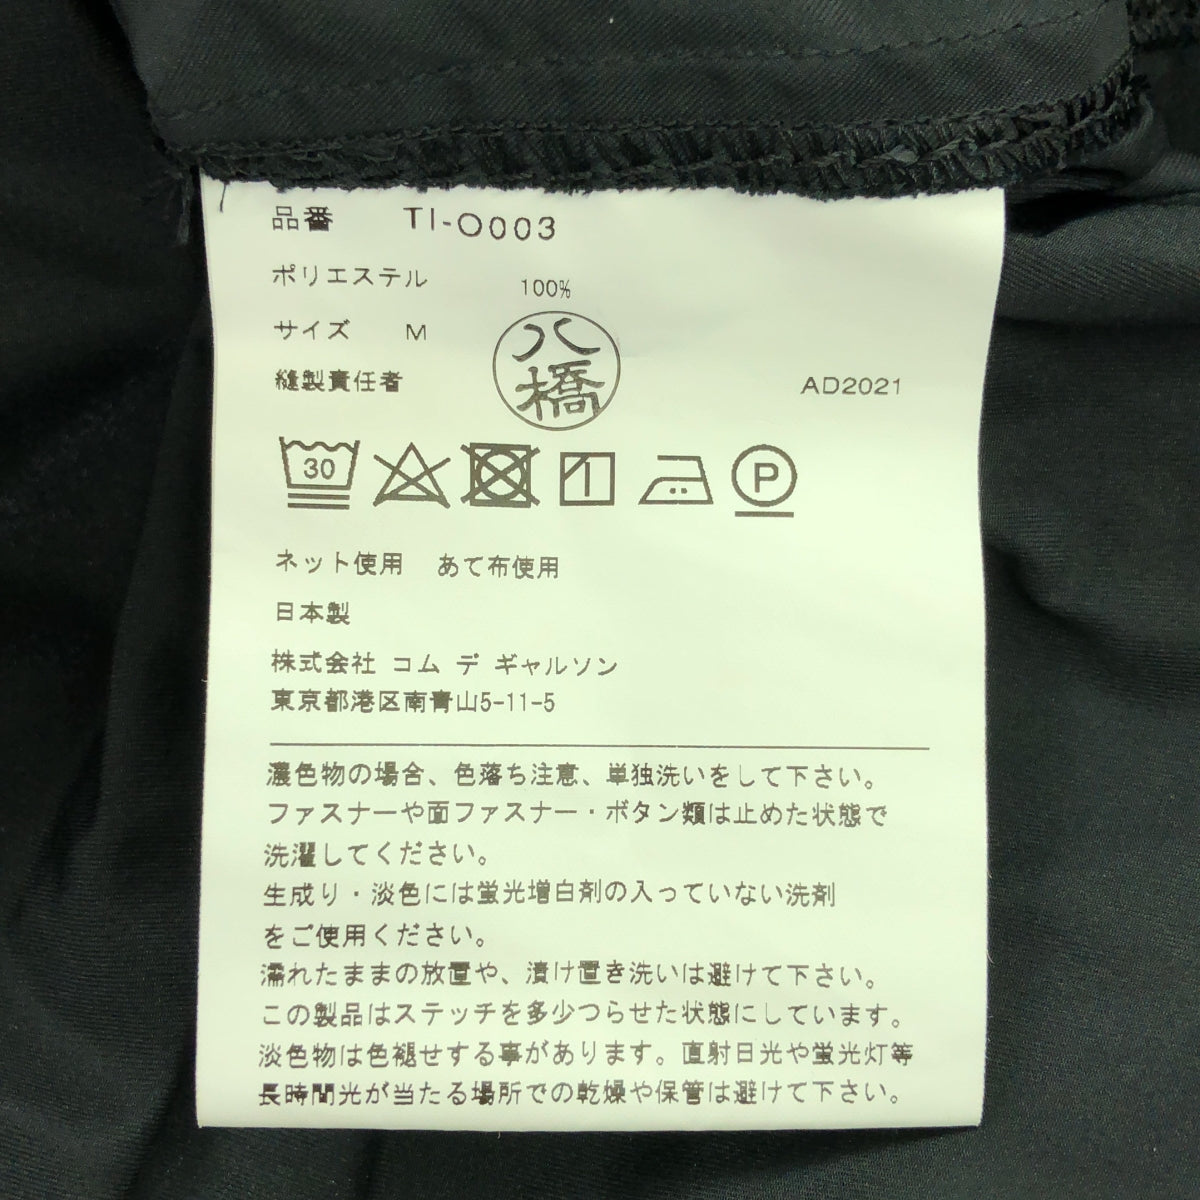 品番 TI-O003
ポリエステル 100%
サイズ M
縫製責任者 八橋 AD2021
30 P
ネット使用 あて布使用
日本製
株式会社 コム デ ギャルソン
東京都港区南青山5-11-5
濃色物の場合、色落ち注意、単独洗いをして下さい。
ファスナーや面ファスナー・ボタン類は止めた状態で
洗濯してください。
生成り・淡色には蛍光増白剤の入っていない洗剤
をご使用ください。
濡れたままの放置や、漬け置き洗いは避けて下さい。
この製品はステッチを多少つらせた状態にしています。
淡色物は色褪せする事があります。直射日光や蛍光灯等
長時間光が当たる場所での乾燥や保管は避けて下さい。